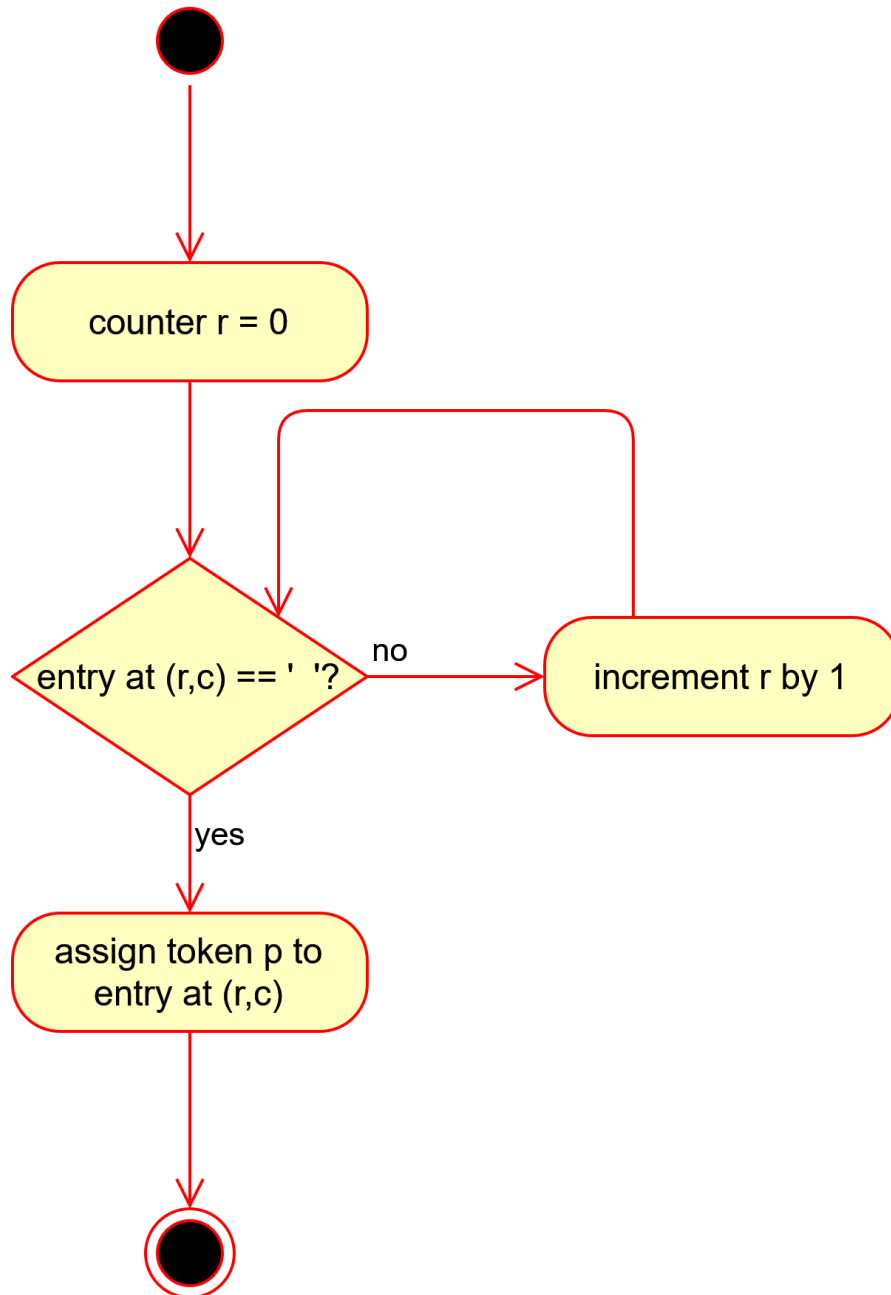 counter r = 0
entry at (r,c) == '  '?
no
increment r by 1
yes
assign token p to
entry at (r,c)